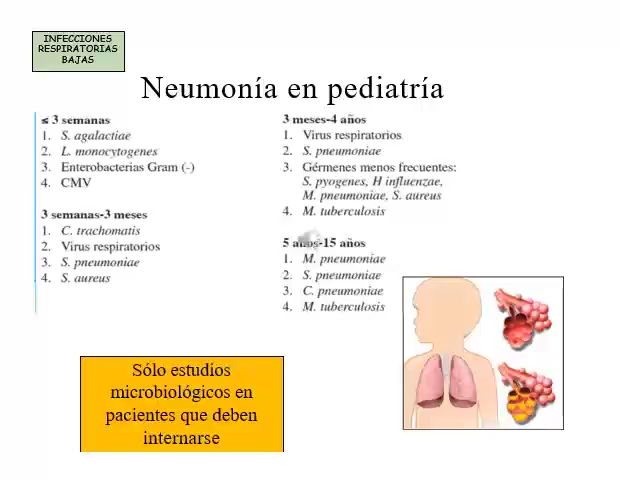 INFECCIONES
RESPIRATORIAS
BAJAS
Neumonía en pediatría
≤ 3 semanas
1. S. agalactiae
2. L. monocytogenes
3. Enterobacterias Gram (-)
4. CMV
3 semanas-3 meses
1. C. trachomatis
2. Virus respiratorios
3. S. pneumoniae
4. S. aureus
3 meses-4 años
1. Virus respiratorios
2. S. pneumoniae
3. Gérmenes menos frecuentes:
S. pyogenes, H influenzae,
M. pneumoniae, S. aureus
4. M. tuberculosis
5 años-15 años
1. M. pneumoniae
2. S. pneumoniae
3. C. pneumoniae
4. M. tuberculosis
Sólo estudios
microbiológicos en
pacientes que deben
internarse